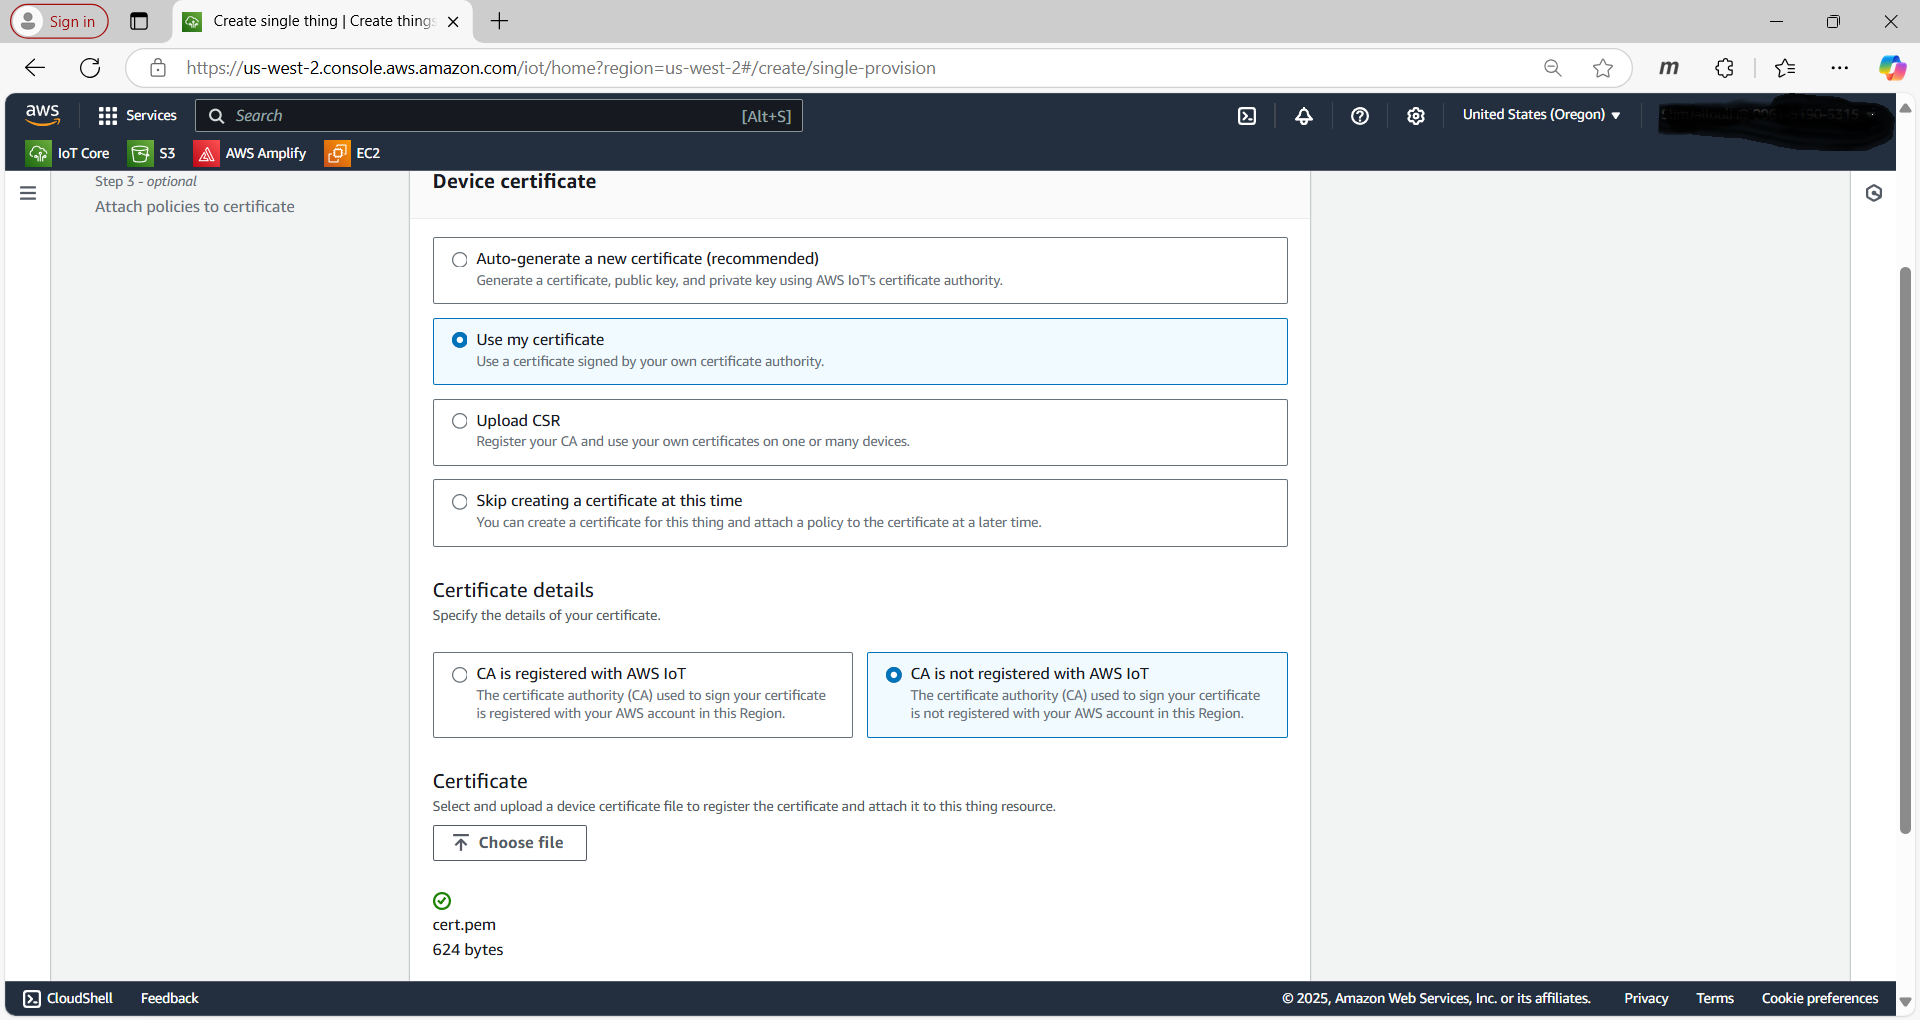 Sign in
Create single thing | Create things
https://us-west-2.console.aws.amazon.com/iot/home?region=us-west-2#/create/single-provision
m
aws
Services
Search
[Alt+S]
United States (Oregon)
IoT Core
S3
AWS Amplify
EC2
Step 3 - optional
Attach policies to certificate
Device certificate
Auto-generate a new certificate (recommended)
Generate a certificate, public key, and private key using AWS IoT's certificate authority.
Use my certificate
Use a certificate signed by your own certificate authority.
Upload CSR
Register your CA and use your own certificates on one or many devices.
Skip creating a certificate at this time
You can create a certificate for this thing and attach a policy to the certificate at a later time.
Certificate details
Specify the details of your certificate.
CA is registered with AWS IoT
The certificate authority (CA) used to sign your certificate
is registered with your AWS account in this Region.
CA is not registered with AWS IoT
The certificate authority (CA) used to sign your certificate
is not registered with your AWS account in this Region.
Certificate
Select and upload a device certificate file to register the certificate and attach it to this thing resource.
Choose file
cert.pem
624 bytes
CloudShell
Feedback
© 2025, Amazon Web Services, Inc. or its affiliates.
Privacy
Terms
Cookie preferences